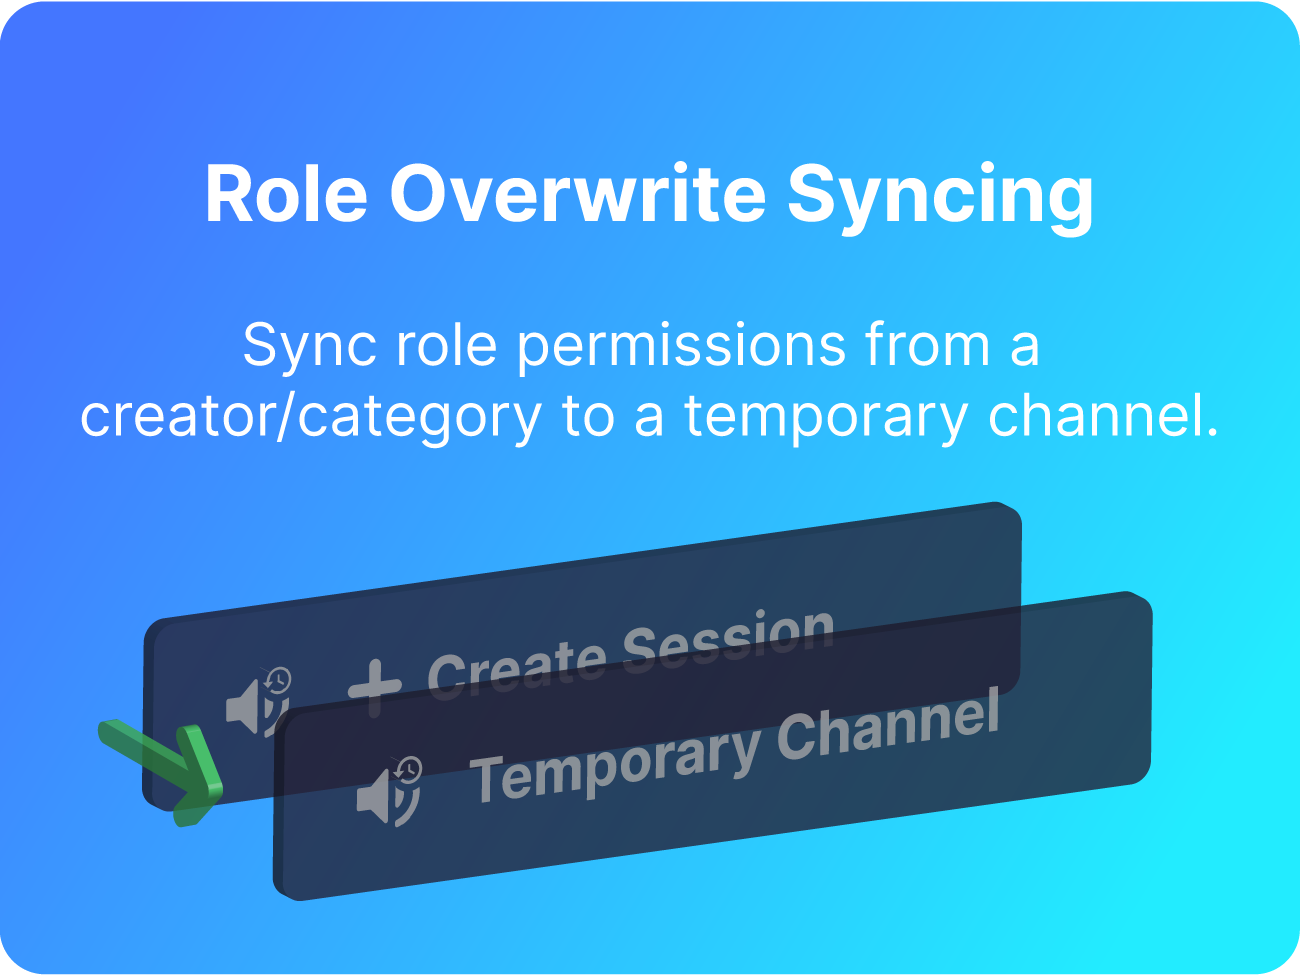 Role Overwrite Syncing
Sync role permissions from a
creator/category to a temporary channel.
Create Session
Temporary Channel